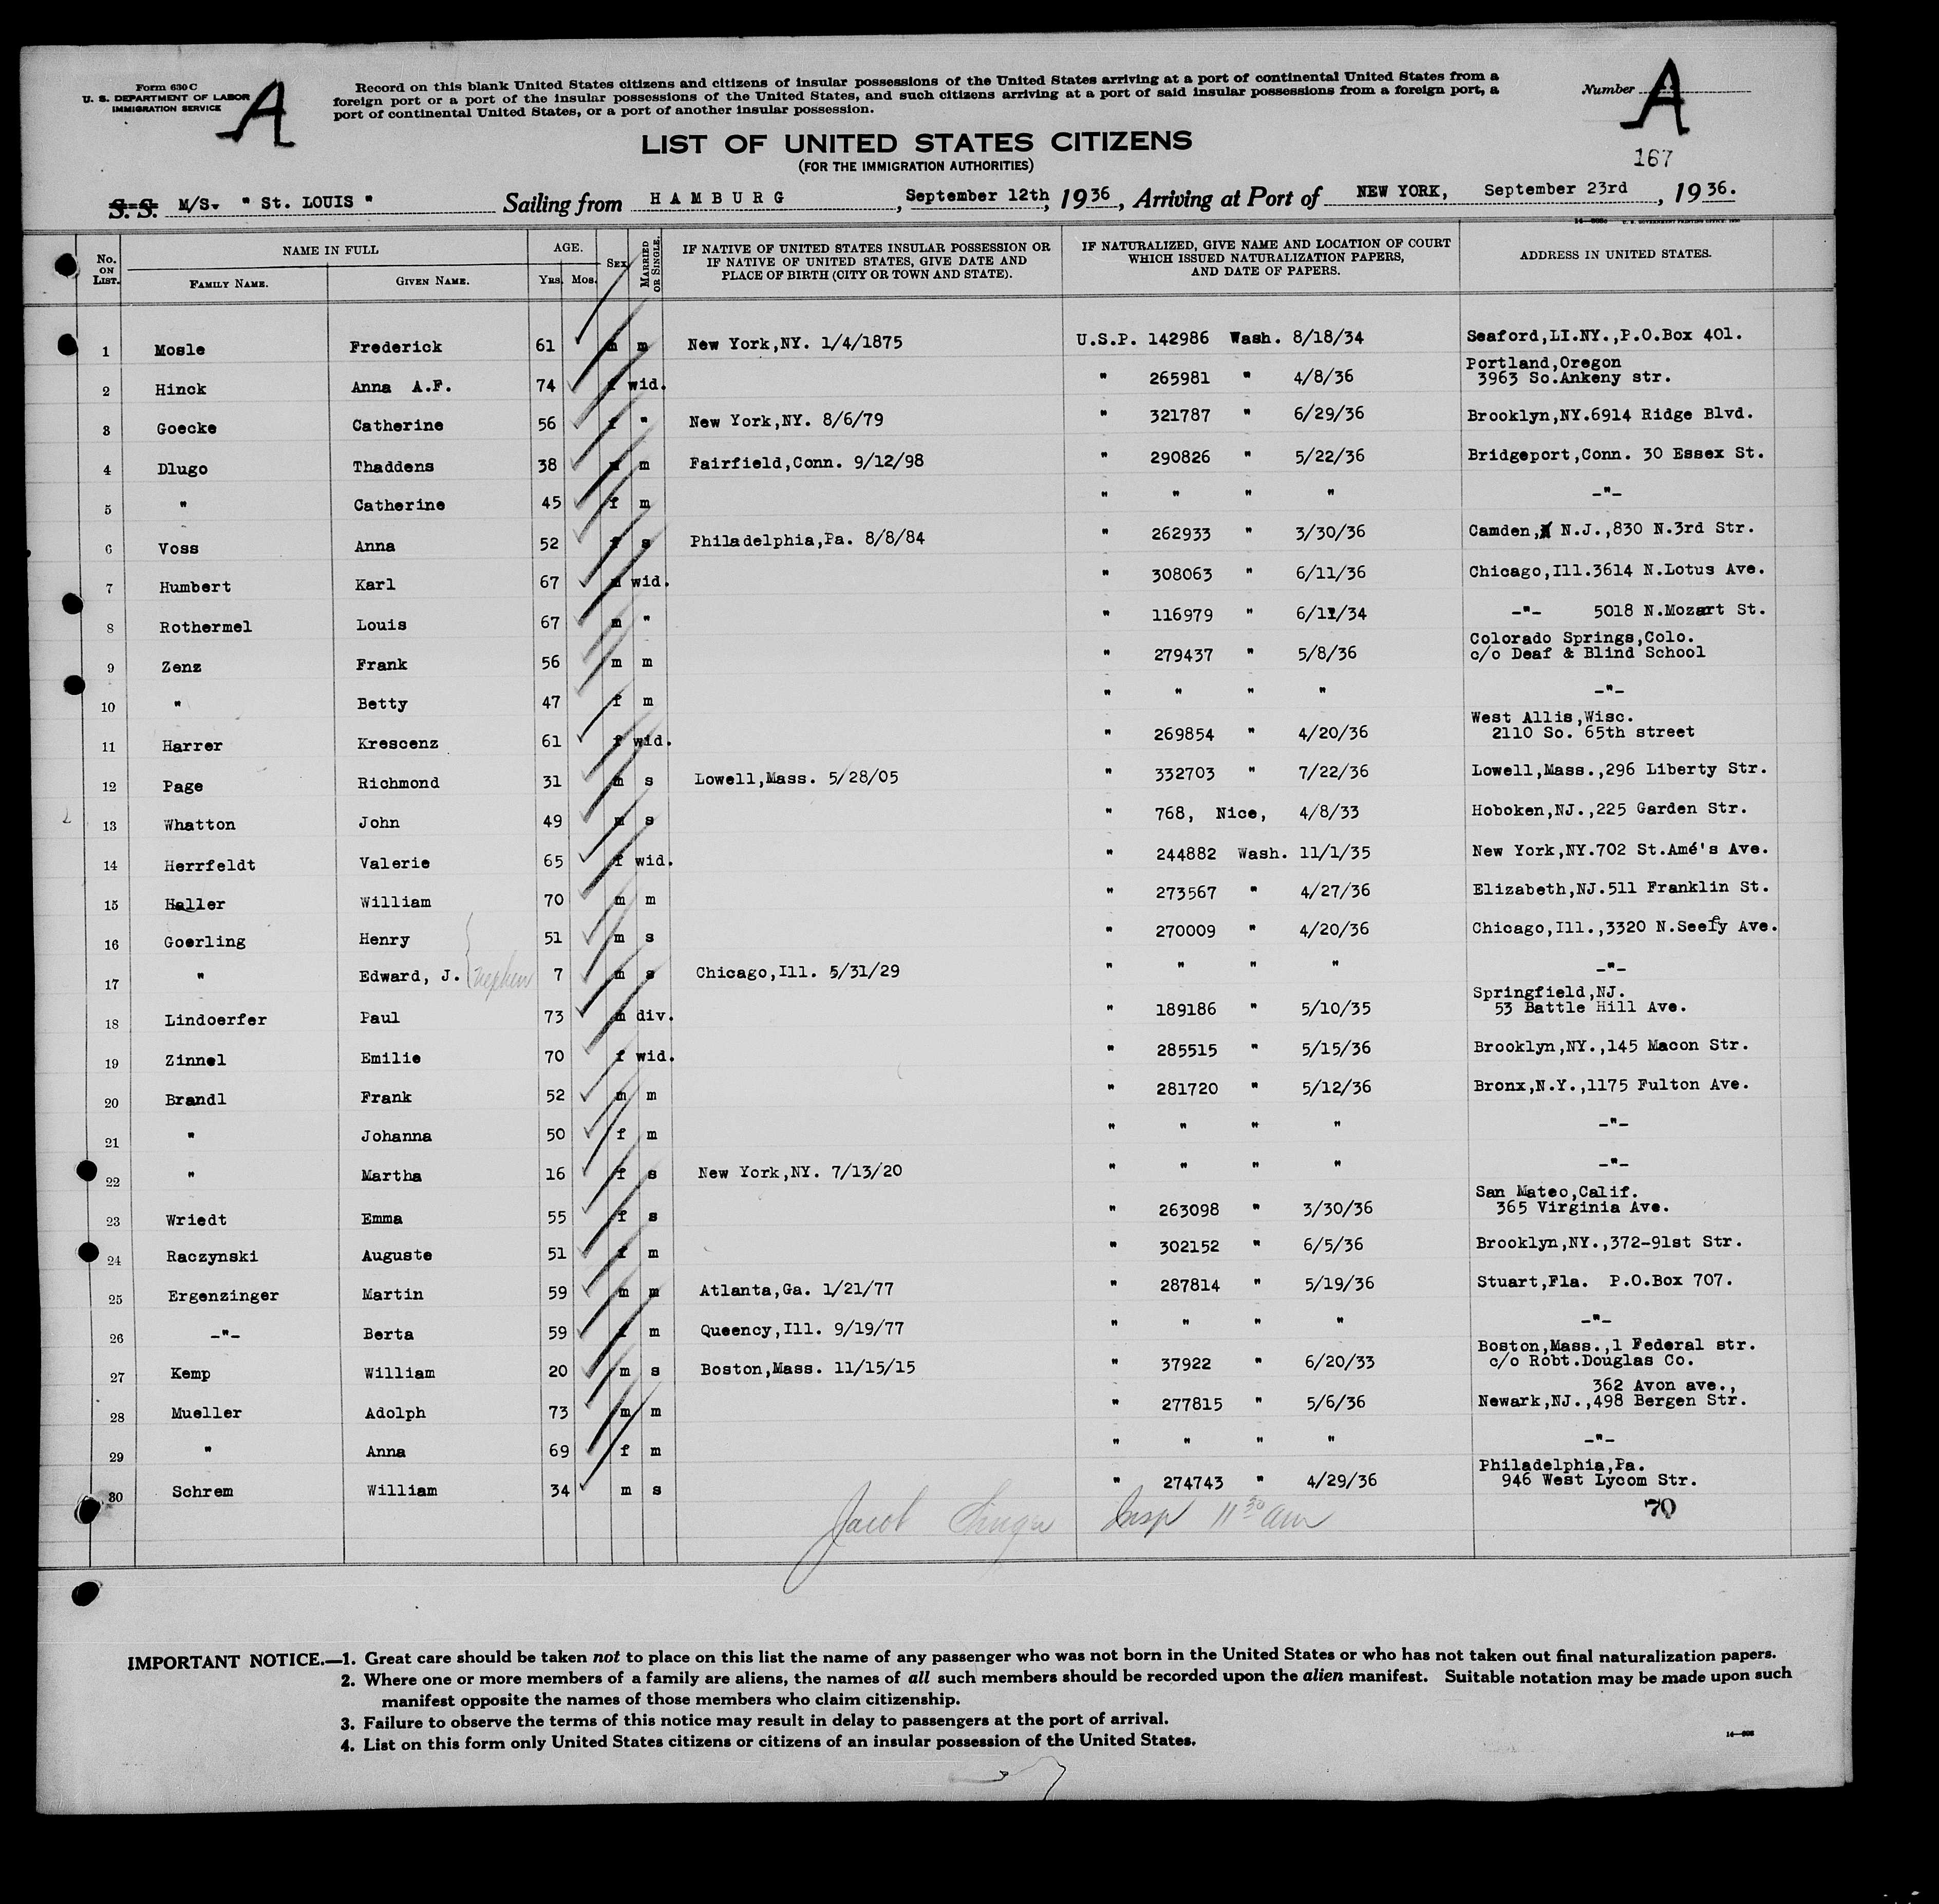 Form 630 C
U. S. DEPARTMENT OF LABOR
IMMIGRATION SERVICE
A
Record on this blank United States citizens and citizens of insular possessions of the United States arriving at a port of continental United States from a
foreign port or a port of the insular possessions of the United States, and such citizens arriving at a port of said insular possessions from a foreign port, a
port of continental United States, or a port of another insular possession.
Number A
LIST OF UNITED STATES CITIZENS
(FOR THE IMMIGRATION AUTHORITIES)
167
S. S. M/S. " St. LOUIS " Sailing from HAMBURG, September 12th, 1936, Arriving at Port of NEW YORK, September 23rd, 1936.
No. ON LIST. NAME IN FULL FAMILY NAME. GIVEN NAME. AGE. YRS. MOS. SEX MARRIED OR SINGLE. IF NATIVE OF UNITED STATES INSULAR POSSESSION OR IF NATIVE OF UNITED STATES, GIVE DATE AND PLACE OF BIRTH (CITY OR TOWN AND STATE). IF NATURALIZED, GIVE NAME AND LOCATION OF COURT WHICH ISSUED NATURALIZATION PAPERS, AND DATE OF PAPERS. ADDRESS IN UNITED STATES.
1 Mosle Frederick 61 m m New York,NY. 1/4/1875 U.S.P. 142986 Wash. 8/18/34 Seaford,LI.NY.,P.O.Box 401.
2 Hinck Anna A.F. 74 f wid. " 265981 " 4/8/36 Portland,Oregon 3963 So.Ankeny str.
3 Goecke Catherine 56 f " New York,NY. 8/6/79 " 321787 " 6/29/36 Brooklyn,NY.6914 Ridge Blvd.
4 Dlugo Thaddens 38 m m Fairfield,Conn. 9/12/98 " 290826 " 5/22/36 Bridgeport,Conn. 30 Essex St.
5 " Catherine 45 f m " " " " -"-
6 Voss Anna 52 f s Philadelphia,Pa. 8/8/84 " 262933 " 3/30/36 Camden, N.J.,830 N.3rd Str.
7 Humbert Karl 67 m wid. " 308063 " 6/11/36 Chicago,Ill.3614 N.Lotus Ave.
8 Rothermel Louis 67 m " " 116979 " 6/11/34 -"- 5018 N.Mozart St.
9 Zenz Frank 56 m m " 279437 " 5/8/36 Colorado Springs,Colo. c/o Deaf & Blind School
10 " Betty 47 f m " " " " -"-
11 Harrer Krescenz 61 f wid. " 269854 " 4/20/36 West Allis,Wisc. 2110 So. 65th street
12 Page Richmond 31 m s Lowell,Mass. 5/28/05 " 332703 " 7/22/36 Lowell,Mass.,296 Liberty Str.
13 Whatton John 49 m s " 768, Nice, 4/8/33 Hoboken,NJ.,225 Garden Str.
14 Herrfeldt Valerie 65 f wid. " 244882 Wash. 11/1/35 New York,NY.702 St.Amé's Ave.
15 Haller William 70 m m " 273567 " 4/27/36 Elizabeth,NJ.511 Franklin St.
16 Goerling Henry 51 m s " 270009 " 4/20/36 Chicago,Ill.,3320 N.Seely Ave.
17 " Edward, J. nephew 7 m s Chicago,Ill. 5/31/29 " " " " -"-
18 Lindoerfer Paul 73 m div. " 189186 " 5/10/35 Springfield,NJ. 53 Battle Hill Ave.
19 Zinnel Emilie 70 f wid. " 285515 " 5/15/36 Brooklyn,NY.,145 Macon Str.
20 Brandl Frank 52 m m " 281720 " 5/12/36 Bronx,N.Y.,1175 Fulton Ave.
21 " Johanna 50 f m " " " " -"-
22 " Martha 16 f s New York,NY. 7/13/20 " " " " -"-
23 Wriedt Emma 55 f s " 263098 " 3/30/36 San Mateo,Calif. 365 Virginia Ave.
24 Raczynski Auguste 51 f m " 302152 " 6/5/36 Brooklyn,NY.,372-91st Str.
25 Ergenzinger Martin 59 m m Atlanta,Ga. 1/21/77 " 287814 " 5/19/36 Stuart,Fla. P.O.Box 707.
26 -"- Berta 59 f m Queency,Ill. 9/19/77 " " " " -"-
27 Kemp William 20 m s Boston,Mass. 11/15/15 " 37922 " 6/20/33 Boston,Mass.,1 Federal str. c/o Robt.Douglas Co.
28 Mueller Adolph 73 m m " 277815 " 5/6/36 362 Avon ave., Newark,NJ.,498 Bergen Str.
29 " Anna 69 f m " " " " -"-
30 Schrem William 34 m s " 274743 " 4/29/36 Philadelphia,Pa. 946 West Lycom Str.
Jacob Singer Insp 11 30 am
70
IMPORTANT NOTICE.—1. Great care should be taken not to place on this list the name of any passenger who was not born in the United States or who has not taken out final naturalization papers.
2. Where one or more members of a family are aliens, the names of all such members should be recorded upon the alien manifest. Suitable notation may be made upon such
manifest opposite the names of those members who claim citizenship.
3. Failure to observe the terms of this notice may result in delay to passengers at the port of arrival.
4. List on this form only United States citizens or citizens of an insular possession of the United States.